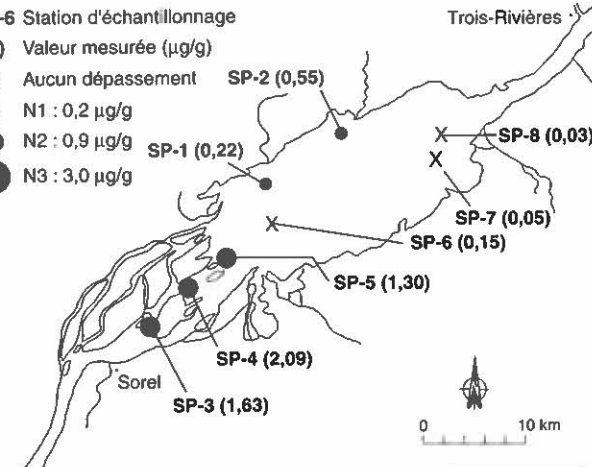 -6 Station d'échantillonnage
) Valeur mesurée (µg/g)
Aucun dépassement
N1 : 0,2 µg/g
N2 : 0,9 µg/g
N3 : 3,0 µg/g
Trois-Rivières
SP-2 (0,55)
SP-1 (0,22)
SP-8 (0,03)
SP-7 (0,05)
SP-6 (0,15)
SP-5 (1,30)
SP-4 (2,09)
Sorel
SP-3 (1,63)
0 10 km